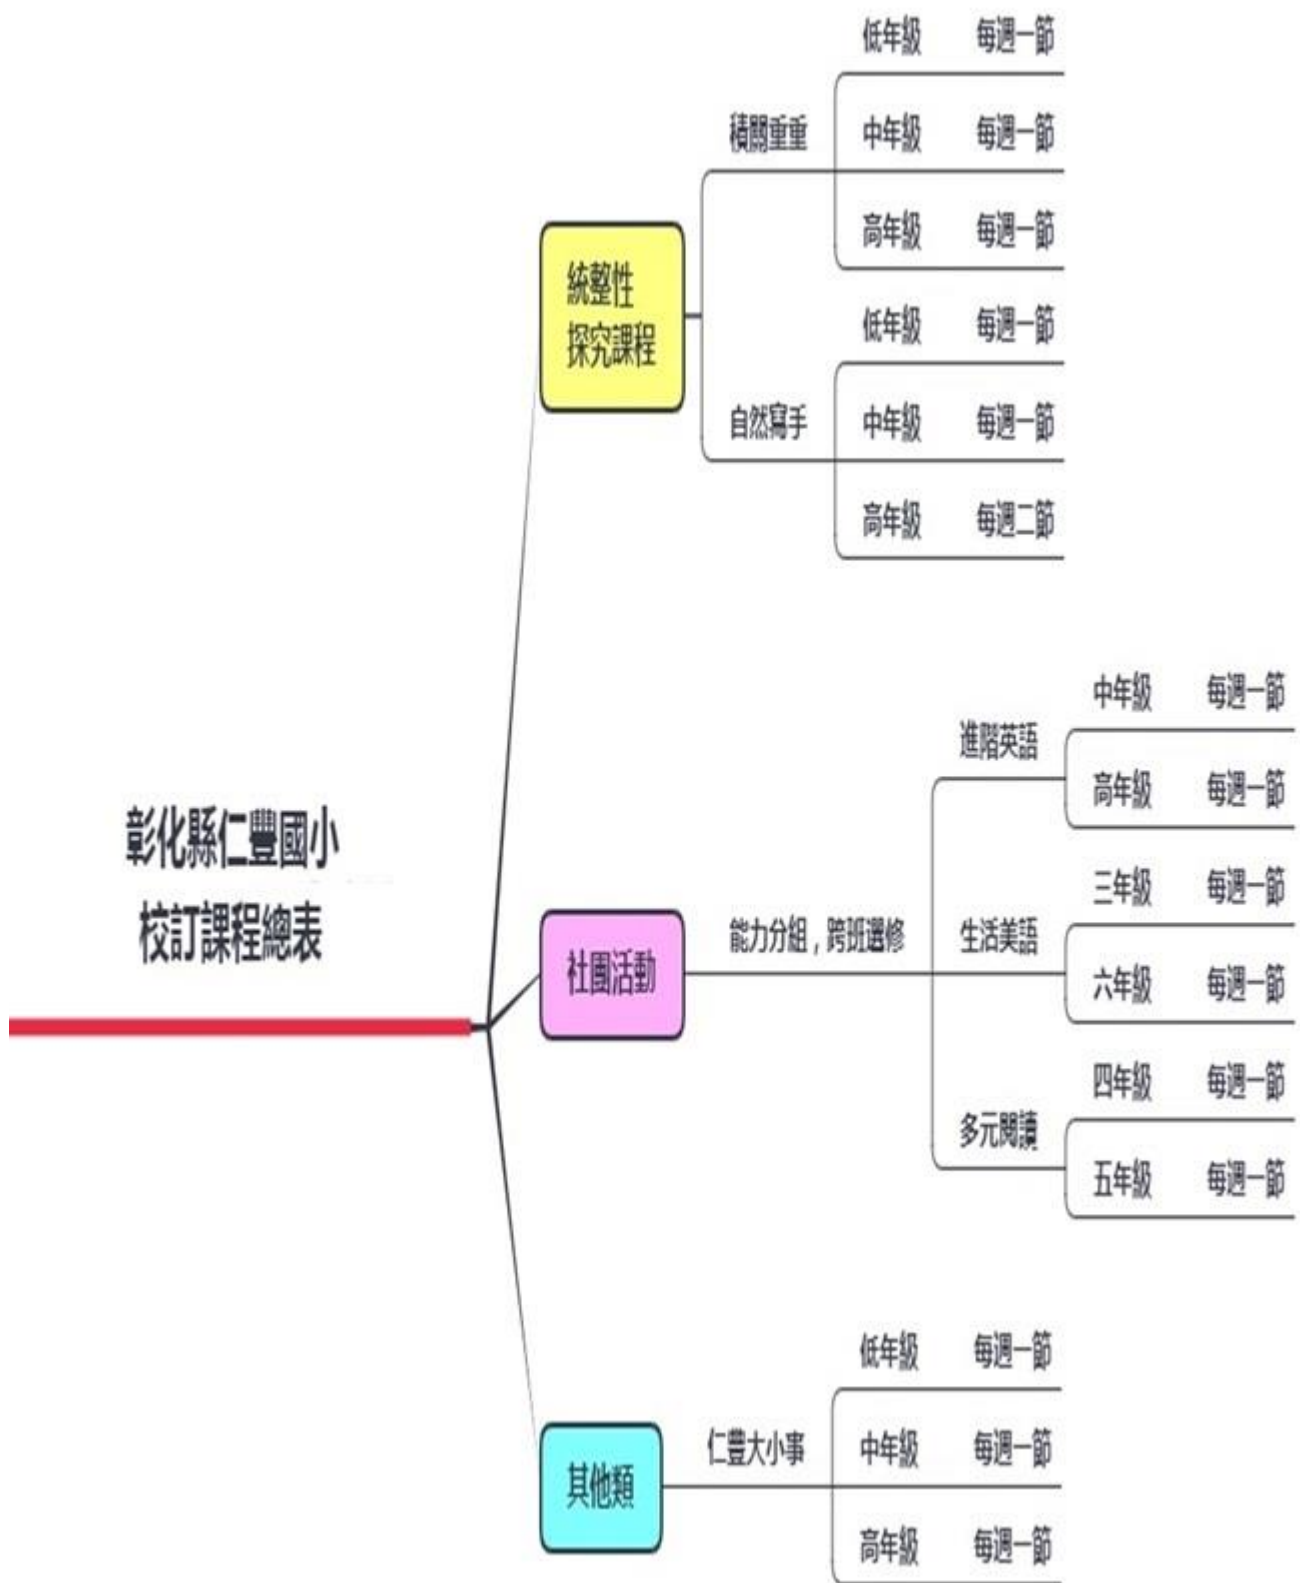 彰化縣仁豐國小
校訂課程總表
統整性
探究課程
積關重重
低年級 每週一節
中年級 每週一節
高年級 每週一節
自然寫手
低年級 每週一節
中年級 每週一節
高年級 每週二節
社團活動
能力分組，跨班選修
進階英語
中年級 每週一節
高年級 每週一節
生活美語
三年級 每週一節
六年級 每週一節
多元閱讀
四年級 每週一節
五年級 每週一節
其他類
仁豐大小事
低年級 每週一節
中年級 每週一節
高年級 每週一節